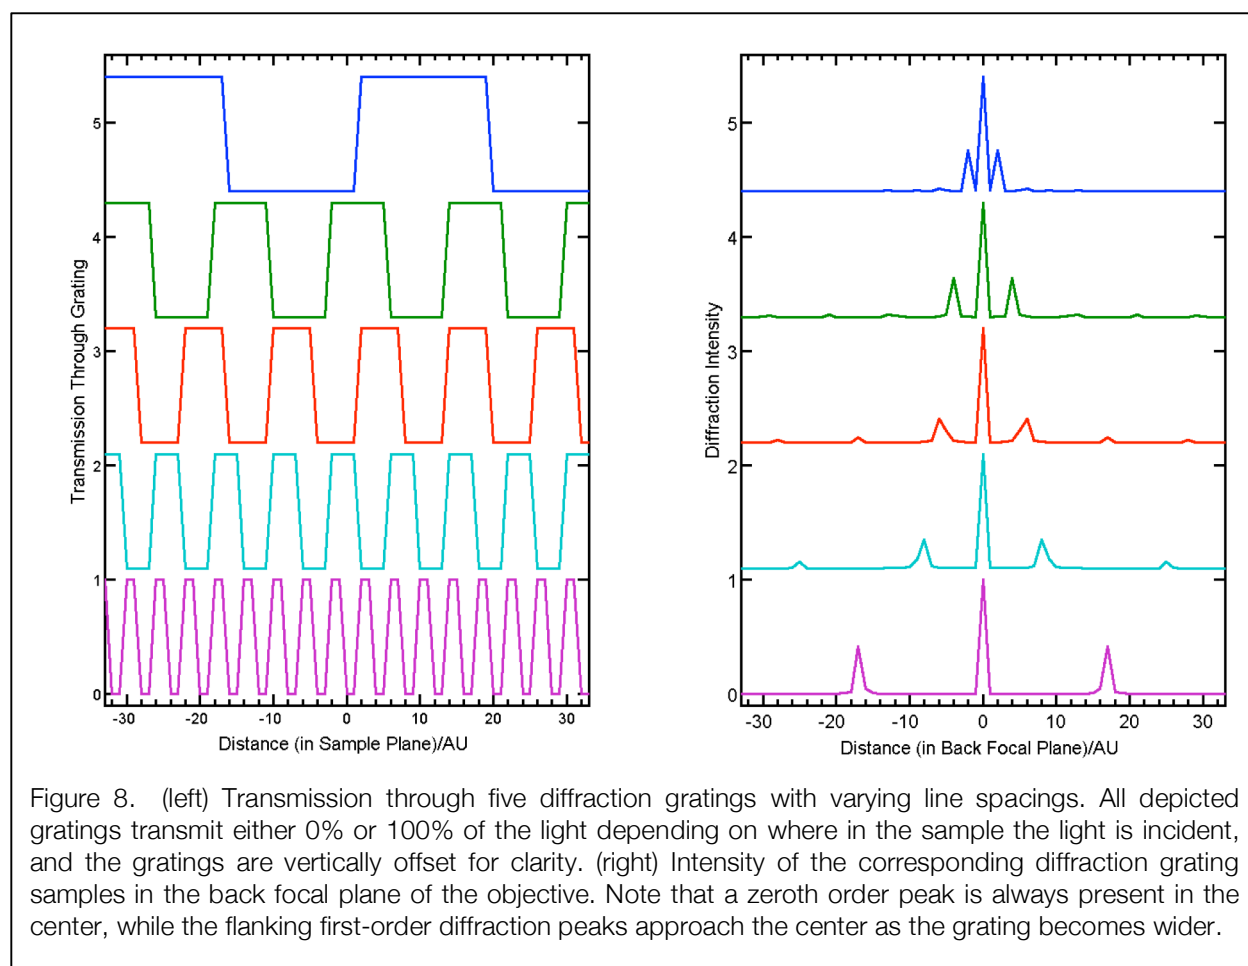 5
4
3
2
1
0
Transmission Through Grating
-30 -20 -10 0 10 20 30
Distance (in Sample Plane)/AU
5
4
3
2
1
0
Diffraction Intensity
-30 -20 -10 0 10 20 30
Distance (in Back Focal Plane)/AU
Figure 8. (left) Transmission through five diffraction gratings with varying line spacings. All depicted
gratings transmit either 0% or 100% of the light depending on where in the sample the light is incident,
and the gratings are vertically offset for clarity. (right) Intensity of the corresponding diffraction grating
samples in the back focal plane of the objective. Note that a zeroth order peak is always present in the
center, while the flanking first-order diffraction peaks approach the center as the grating becomes wider.